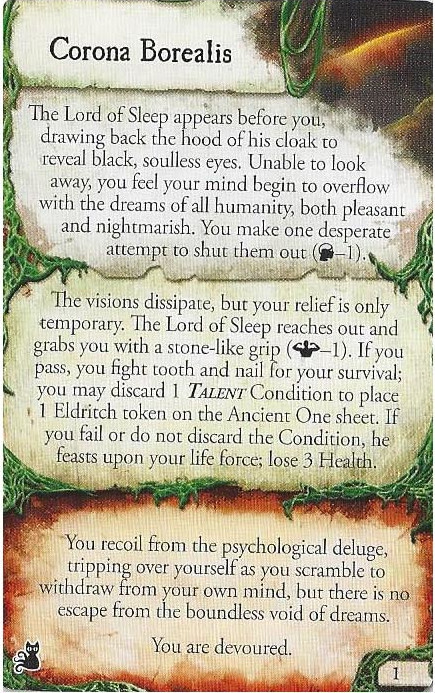 Corona Borealis
The Lord of Sleep appears before you,
drawing back the hood of his cloak to
reveal black, soulless eyes. Unable to look
away, you feel your mind begin to overflow
with the dreams of all humanity, both pleasant
and nightmarish. You make one desperate
attempt to shut them out (–1).
The visions dissipate, but your relief is only
temporary. The Lord of Sleep reaches out and
grabs you with a stone-like grip (–1). If you
pass, you fight tooth and nail for your survival;
you may discard 1 TALENT Condition to place
1 Eldritch token on the Ancient One sheet. If
you fail or do not discard the Condition, he
feasts upon your life force; lose 3 Health.
You recoil from the psychological deluge,
tripping over yourself as you scramble to
withdraw from your own mind, but there is no
escape from the boundless void of dreams.
You are devoured.
1